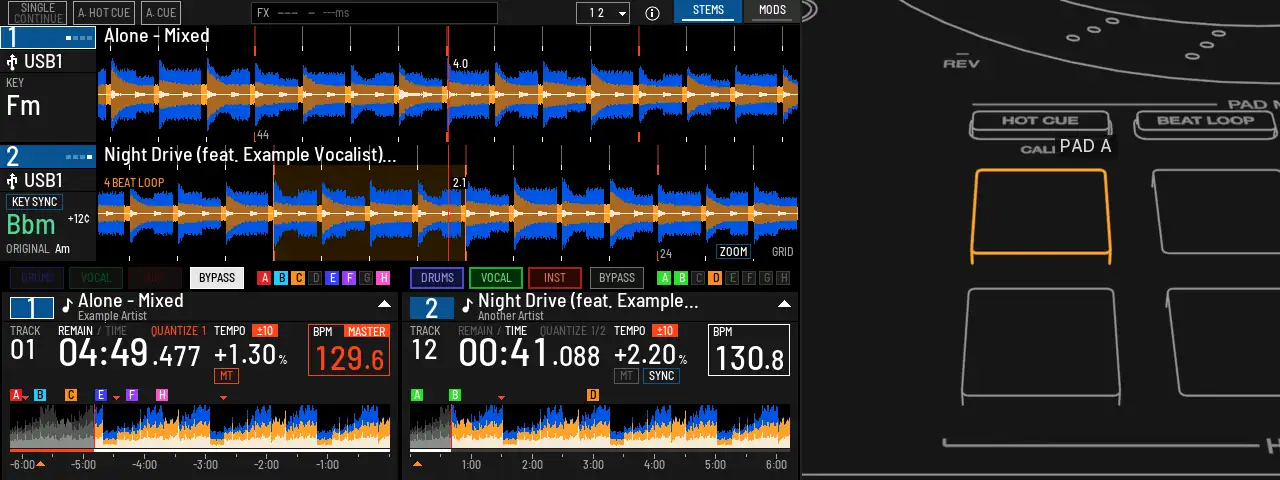 SINGLE
CONTINUE
A. HOT CUE
A. CUE
FX --- - ---ms
1 2
STEMS
MODS
1
Alone - Mixed
USB1
KEY
Fm
4.0
44
2
Night Drive (feat. Example Vocalist)...
USB1
4 BEAT LOOP
2.1
KEY SYNC
Bbm
+12¢
ORIGINAL Am
24
ZOOM
GRID
DRUMS
VOCAL
BYPASS
A B C D E F G H
DRUMS
VOCAL
INST
BYPASS
A B C D E F G H
1
Alone - Mixed
Example Artist
TRACK
01
REMAIN / TIME
QUANTIZE 1
04:49.477
TEMPO ±10
+1.30%
MT
BPM
MASTER
129.6
A B C E F H
-6:00 -5:00 -4:00 -3:00 -2:00 -1:00
2
Night Drive (feat. Example...
Another Artist
TRACK
12
REMAIN / TIME
QUANTIZE 1/2
00:41.088
TEMPO ±10
+2.20%
MT
SYNC
BPM
130.8
A B D
1:00 2:00 3:00 4:00 5:00 6:00
REV
PAD M
HOT CUE
BEAT LOOP
CALL
PAD A
H